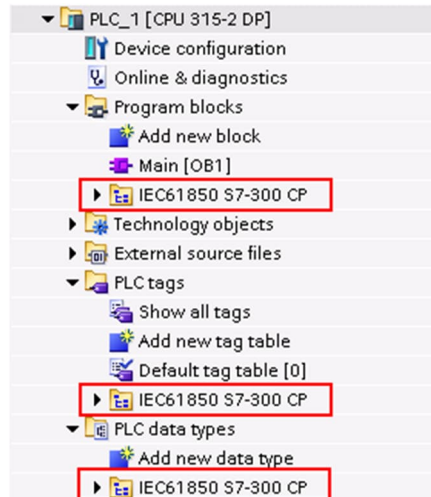 PLC_1 [CPU 315-2 DP]
Device configuration
Online & diagnostics
Program blocks
Add new block
Main [OB1]
IEC61850 S7-300 CP
Technology objects
External source files
PLC tags
Show all tags
Add new tag table
Default tag table [0]
IEC61850 S7-300 CP
PLC data types
Add new data type
IEC61850 S7-300 CP